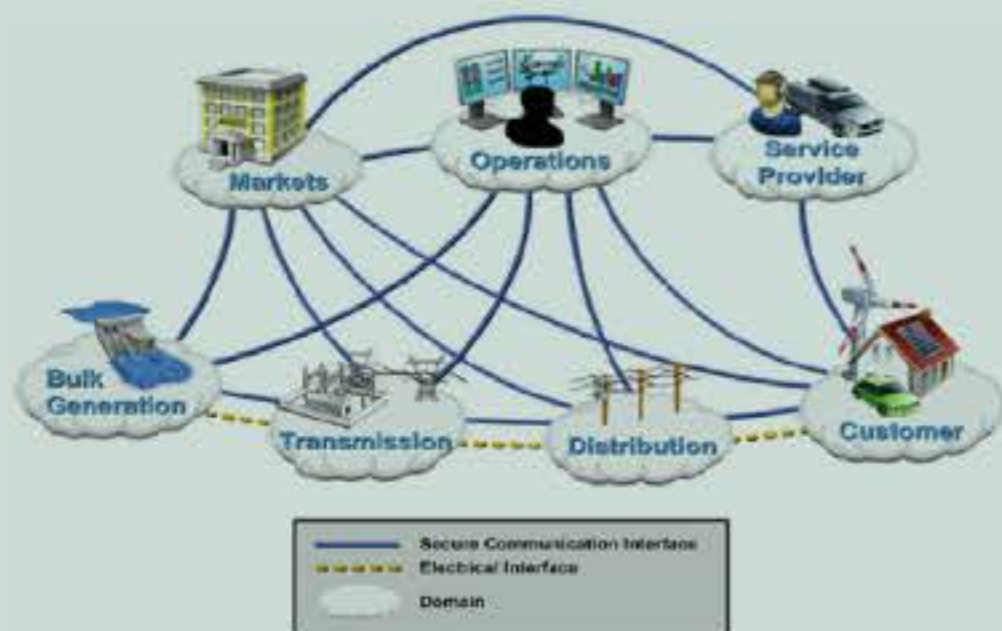 Markets
Operations
Service
Provider
Bulk
Generation
Transmission
Distribution
Customer
Secure Communication Interface
Electrical Interface
Domain